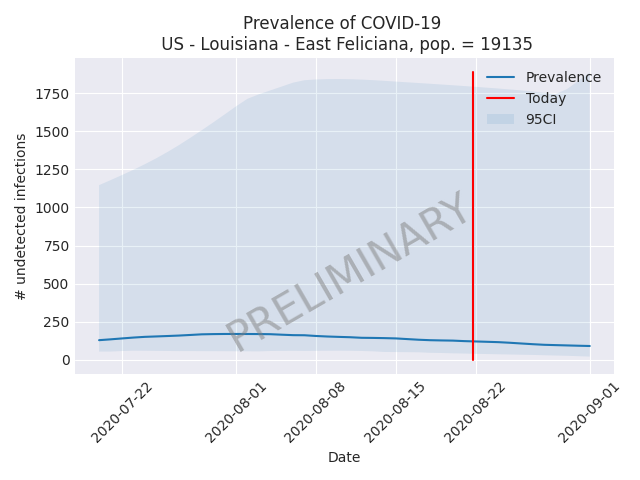 Prevalence of COVID-19
US - Louisiana - East Feliciana, pop. = 19135
Prevalence
Today
95CI
PRELIMINARY
# undetected infections
1750
1500
1250
1000
750
500
250
0
2020-07-22
2020-08-01
2020-08-08
2020-08-15
2020-08-22
2020-09-01
Date